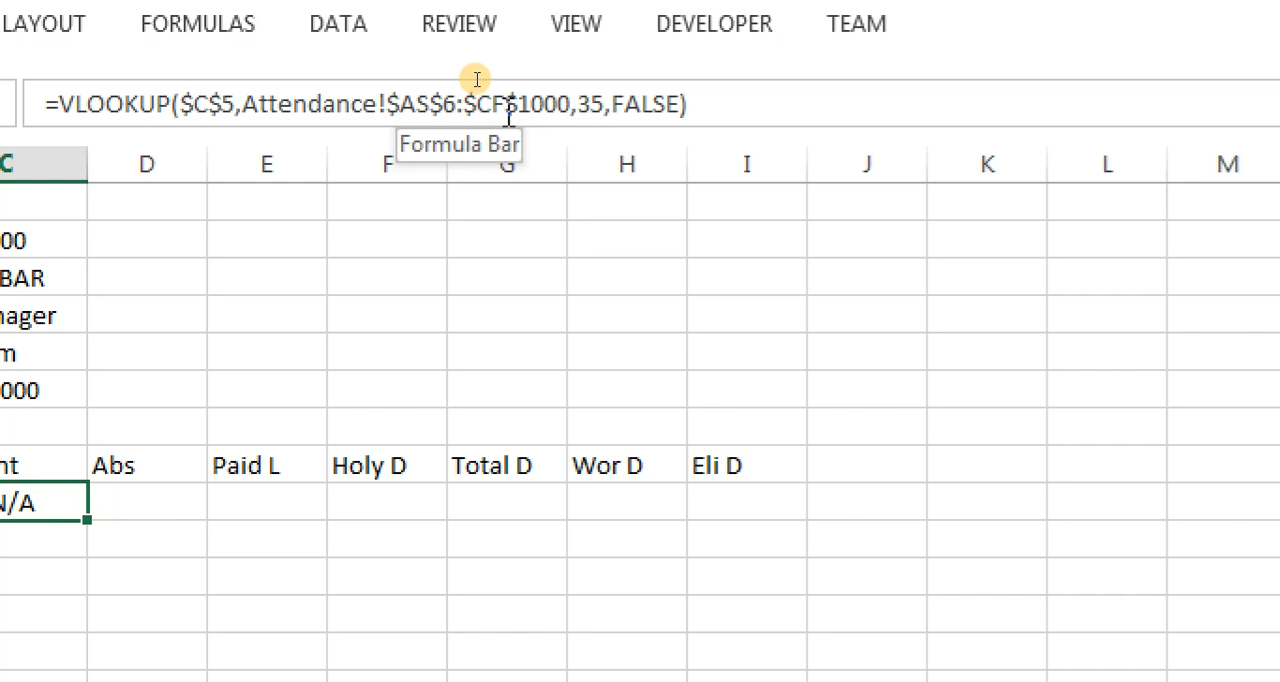 LAYOUT FORMULAS DATA REVIEW VIEW DEVELOPER TEAM
=VLOOKUP($C$5,Attendance!$AS$6:$CF$1000,35,FALSE)
Formula Bar
C D E F G H I J K L M
00
BAR
nager
m
000
nt Abs Paid L Holy D Total D Wor D Eli D
N/A